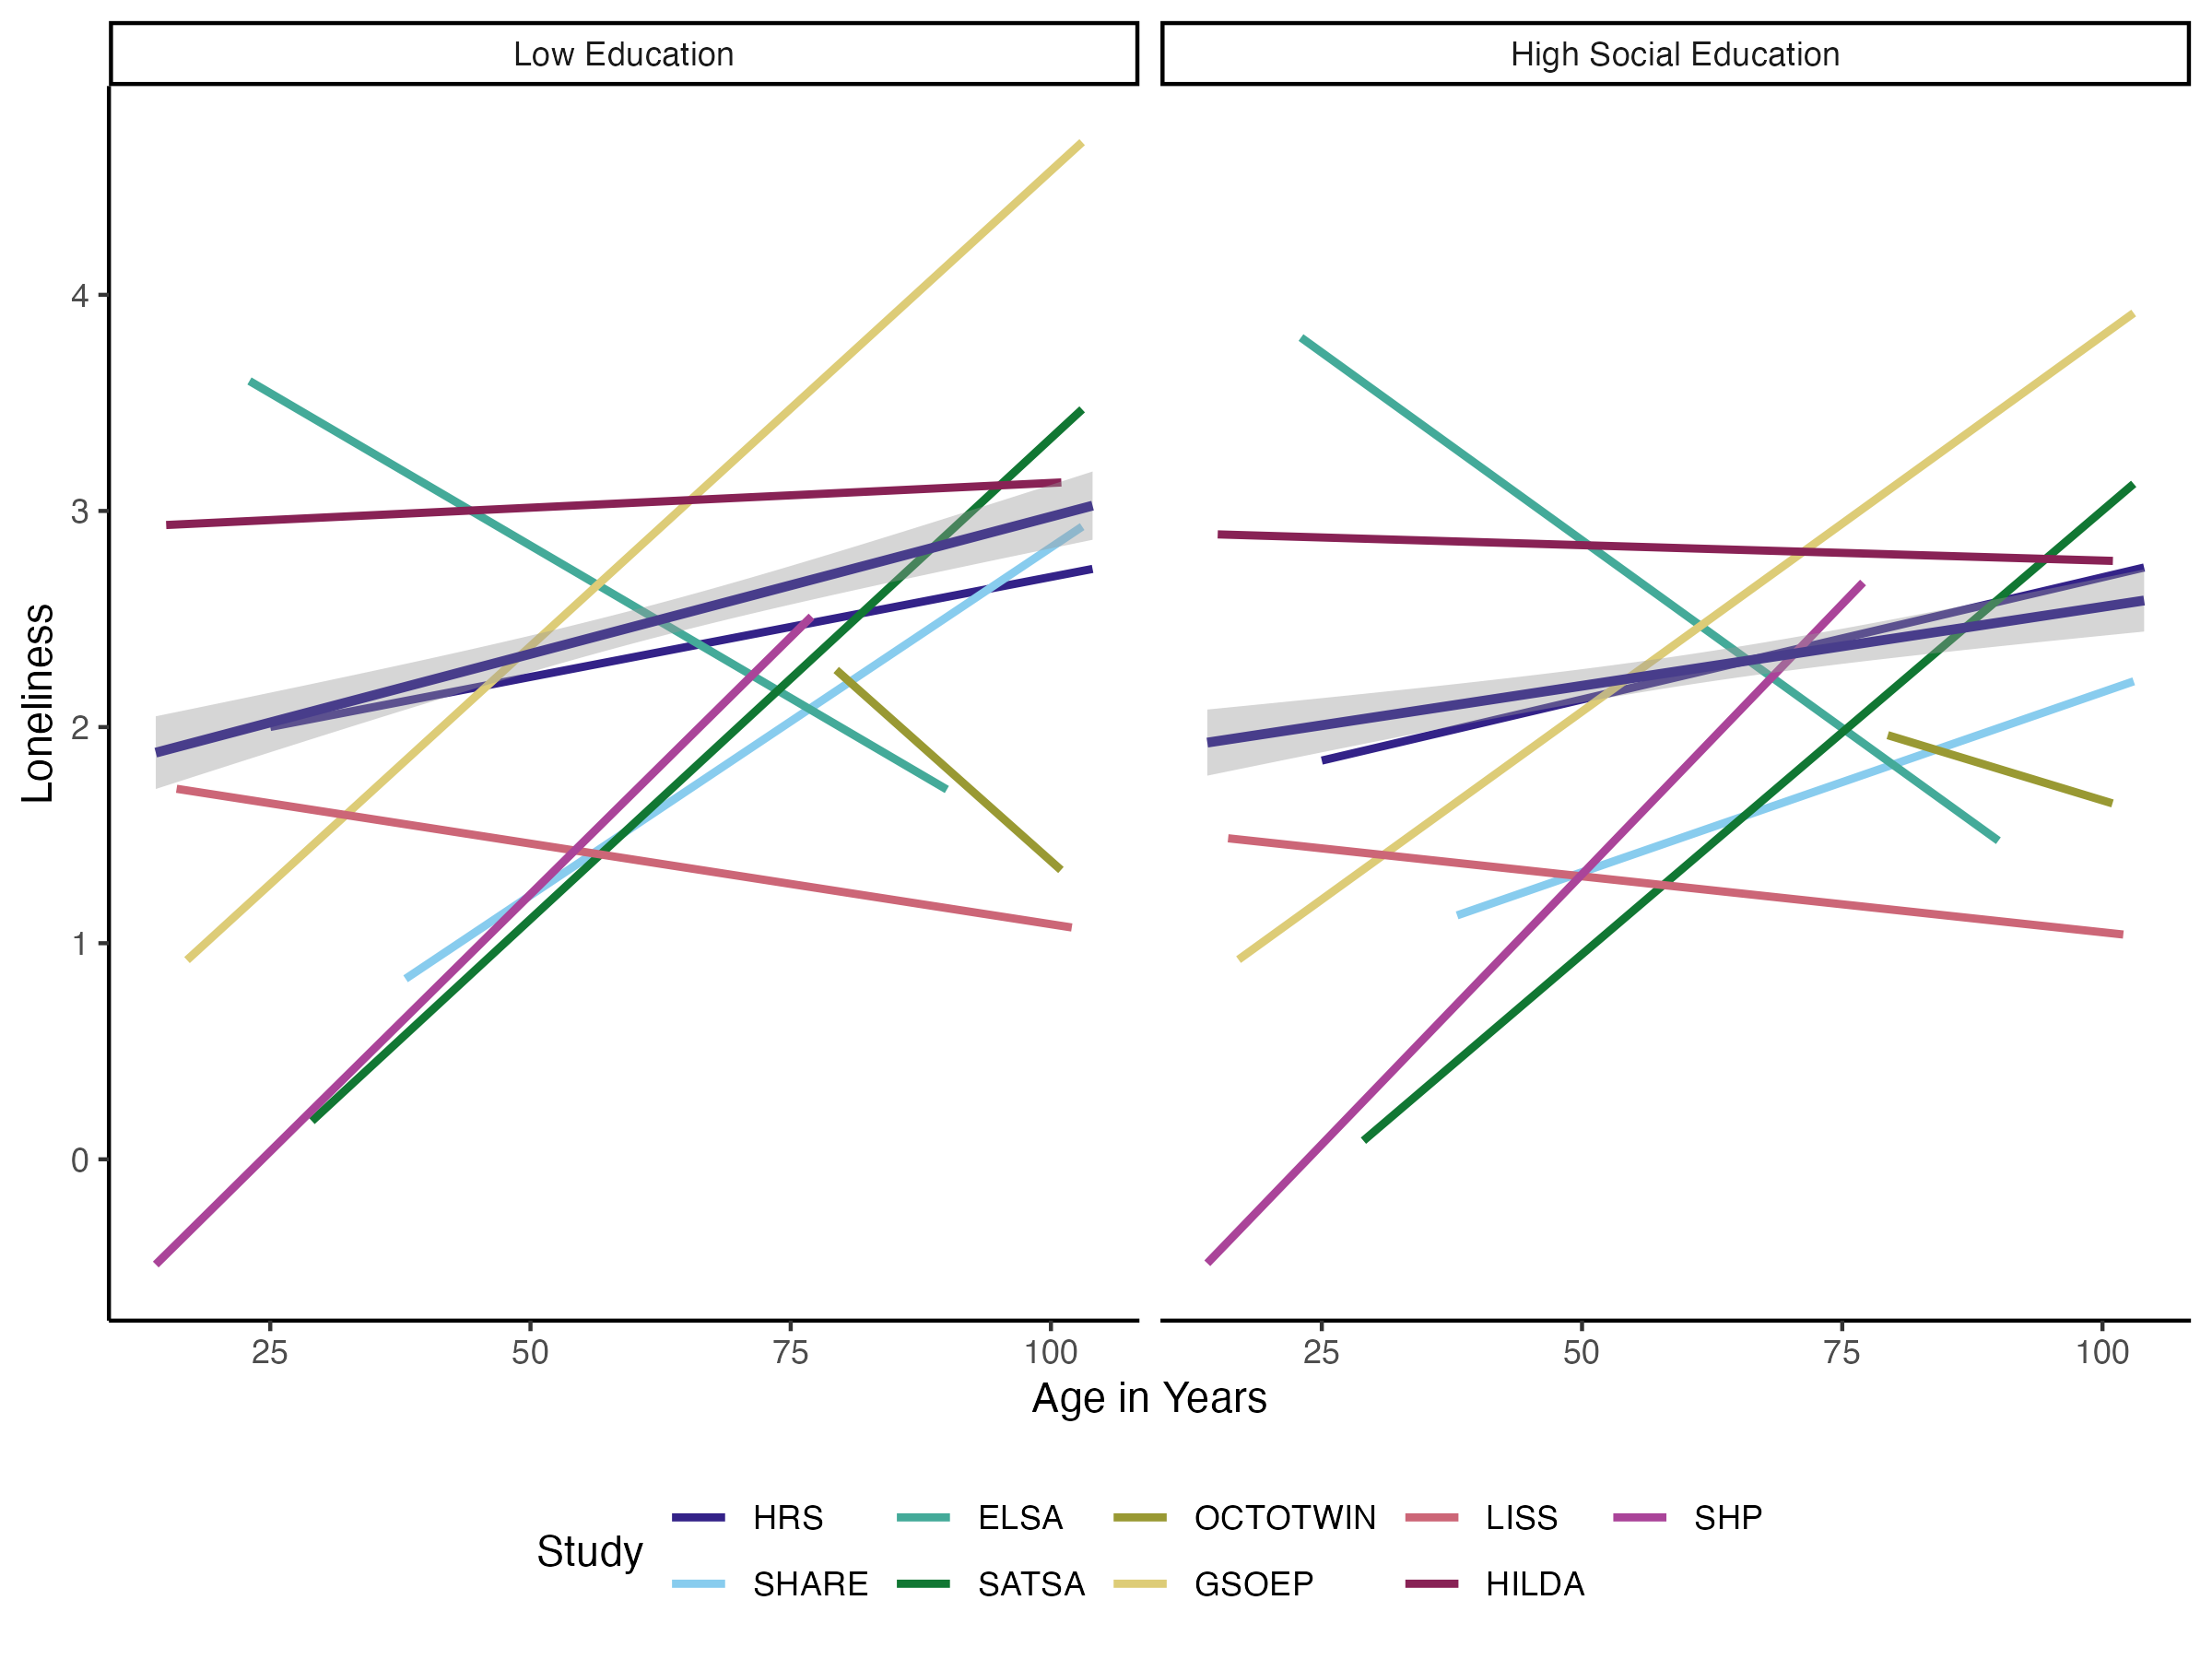 Low Education
High Social Education
Loneliness
4
3
2
1
0
25 50 75 100
25 50 75 100
Age in Years
Study
HRS ELSA OCTOTWIN LISS SHP
SHARE SATSA GSOEP HILDA